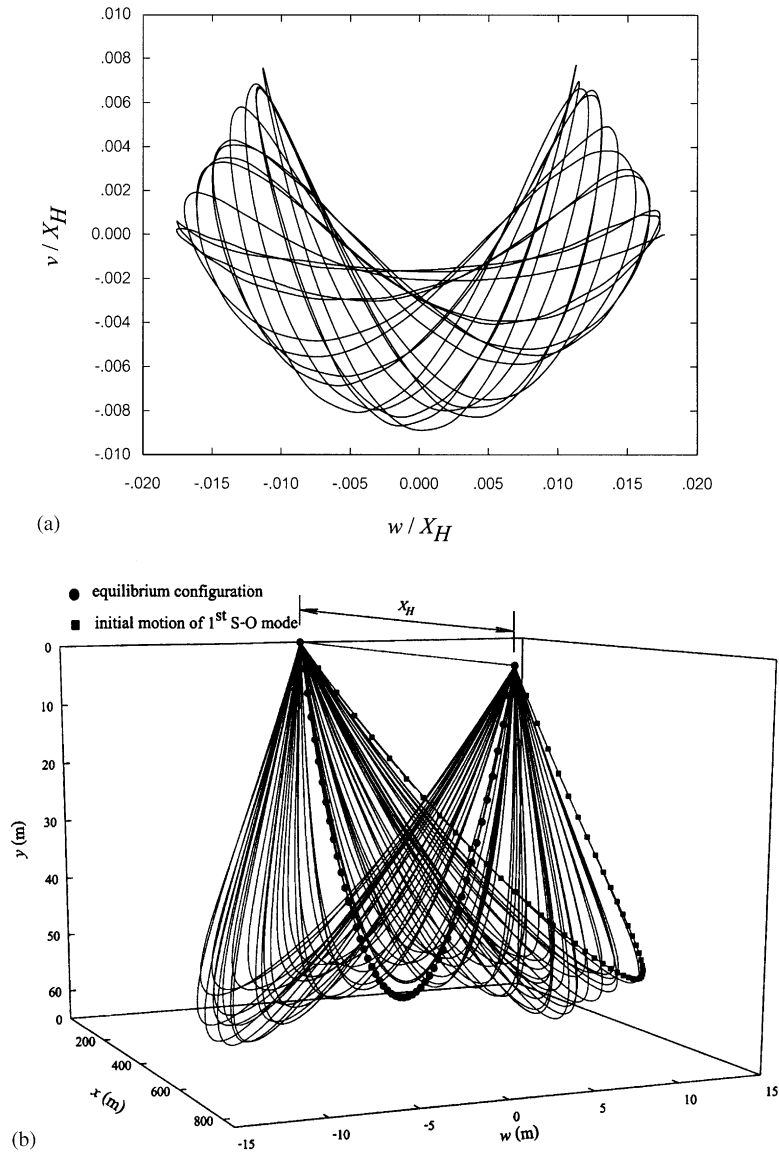 .010
.008
.006
.004
.002
0.000
-.002
-.004
-.006
-.008
-.010
v / X_H
-.020 -.015 -.010 -.005 0.000 .005 .010 .015 .020
w / X_H
(a)
● equilibrium configuration
■ initial motion of 1st S-O mode
X_H
0
10
20
30
40
50
60
y (m)
0
200
400
600
800
x (m)
-15 -10 -5 0 5 10 15
w (m)
(b)